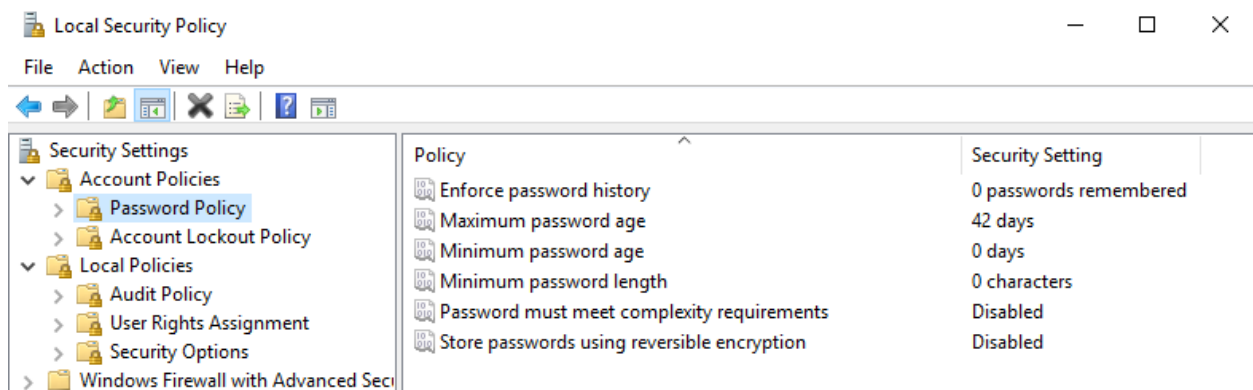 Local Security Policy
File Action View Help
Security Settings
Account Policies
Password Policy
Account Lockout Policy
Local Policies
Audit Policy
User Rights Assignment
Security Options
Windows Firewall with Advanced Secu
Policy Security Setting
Enforce password history 0 passwords remembered
Maximum password age 42 days
Minimum password age 0 days
Minimum password length 0 characters
Password must meet complexity requirements Disabled
Store passwords using reversible encryption Disabled